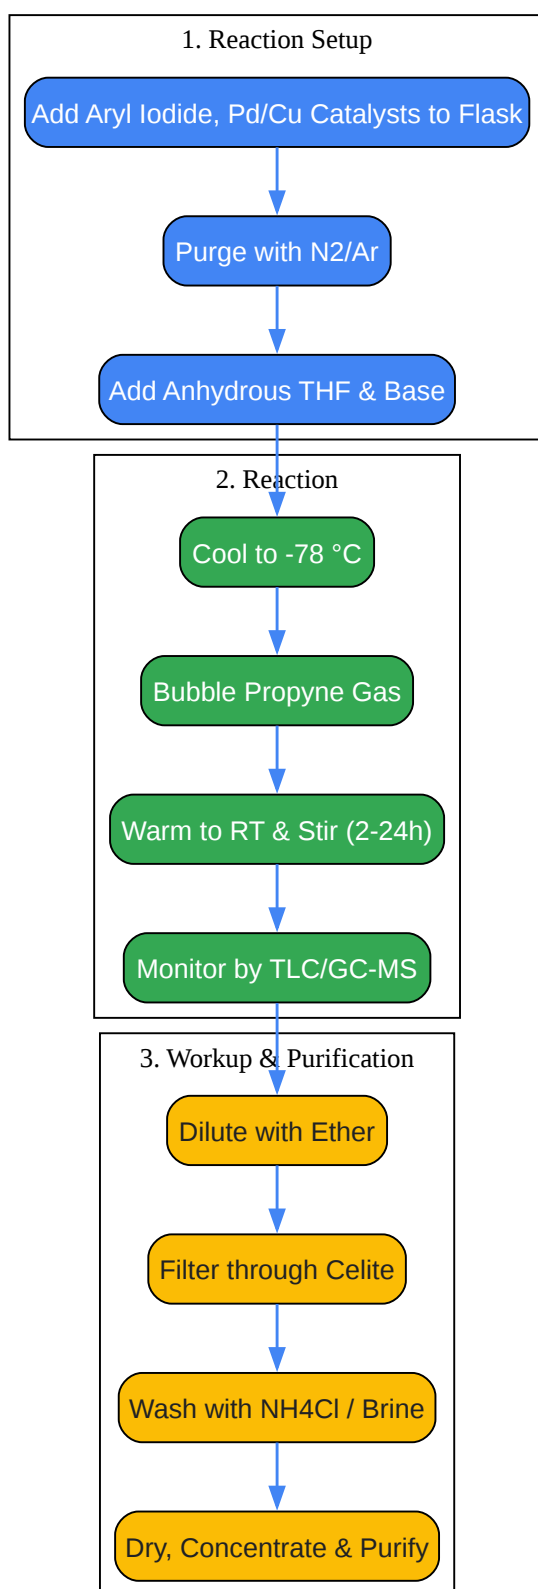 1. Reaction Setup
Add Aryl Iodide, Pd/Cu Catalysts to Flask
Purge with N2/Ar
Add Anhydrous THF & Base
2. Reaction
Cool to -78 °C
Bubble Propyne Gas
Warm to RT & Stir (2-24h)
Monitor by TLC/GC-MS
3. Workup & Purification
Dilute with Ether
Filter through Celite
Wash with NH4Cl / Brine
Dry, Concentrate & Purify